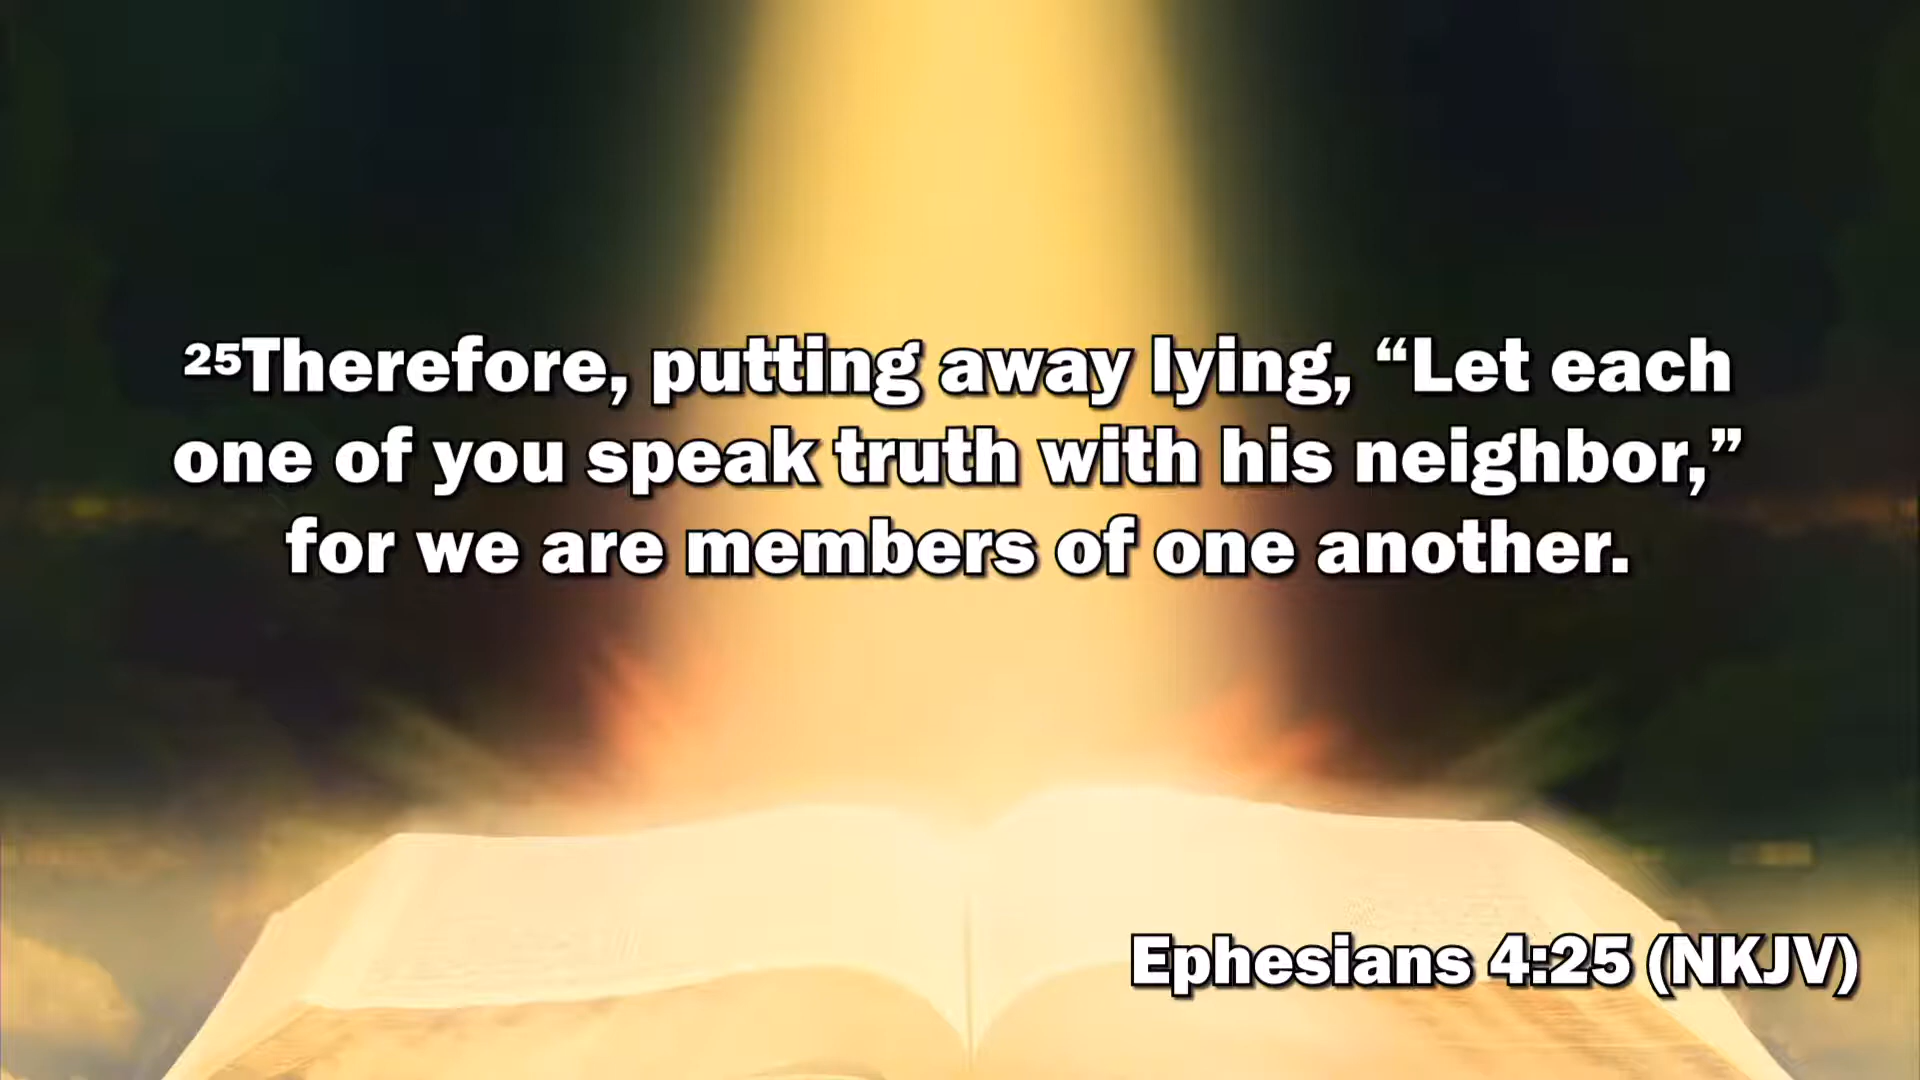 ²⁵Therefore, putting away lying, “Let each
one of you speak truth with his neighbor,”
for we are members of one another.
Ephesians 4:25 (NKJV)